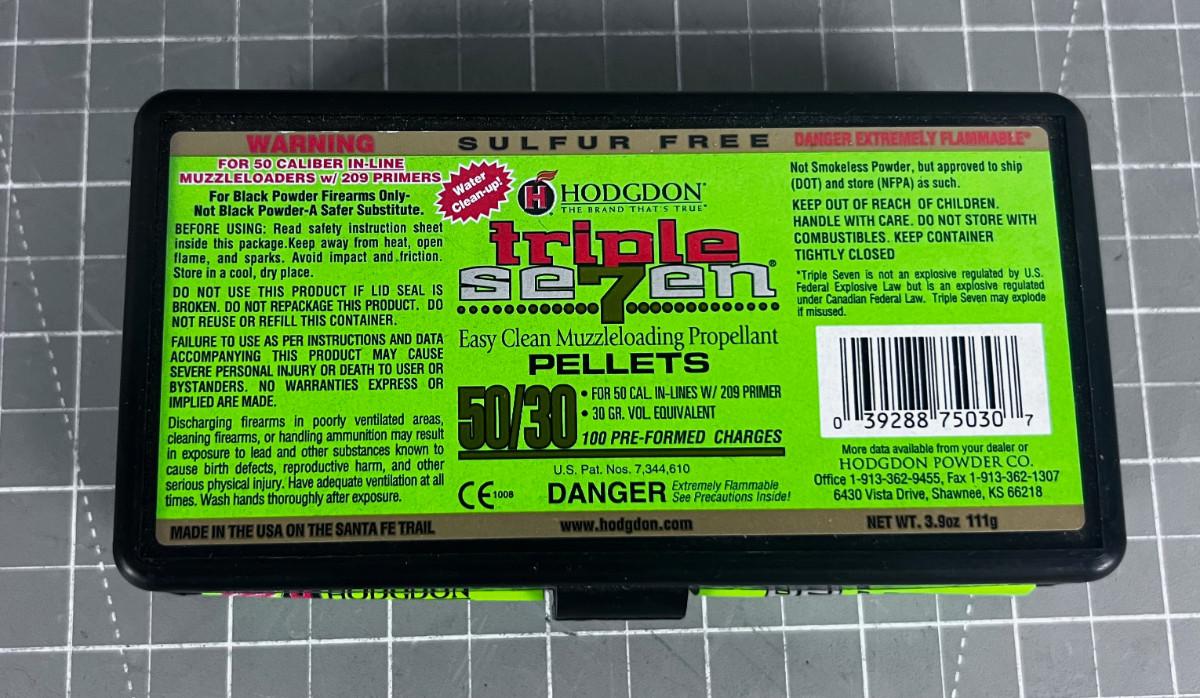 WARNING
SULFUR FREE
DANGER EXTREMELY FLAMMABLE*
FOR 50 CALIBER IN-LINE
MUZZLELOADERS w/ 209 PRIMERS
For Black Powder Firearms Only-
Not Black Powder-A Safer Substitute.
BEFORE USING: Read safety instruction sheet
inside this package.Keep away from heat, open
flame, and sparks. Avoid impact and friction.
Store in a cool, dry place.
DO NOT USE THIS PRODUCT IF LID SEAL IS
BROKEN. DO NOT REPACKAGE THIS PRODUCT. DO
NOT REUSE OR REFILL THIS CONTAINER.
FAILURE TO USE AS PER INSTRUCTIONS AND DATA
ACCOMPANYING THIS PRODUCT MAY CAUSE
SEVERE PERSONAL INJURY OR DEATH TO USER OR
BYSTANDERS. NO WARRANTIES EXPRESS OR
IMPLIED ARE MADE.
Discharging firearms in poorly ventilated areas,
cleaning firearms, or handling ammunition may result
in exposure to lead and other substances known to
cause birth defects, reproductive harm, and other
serious physical injury. Have adequate ventilation at all
times. Wash hands thoroughly after exposure.
MADE IN THE USA ON THE SANTA FE TRAIL
Water
Clean-up!
H HODGDON®
THE BRAND THAT'S TRUE®
triple
se7en®
Easy Clean Muzzleloading Propellant
PELLETS
50/30
• FOR 50 CAL. IN-LINES W/ 209 PRIMER
• 30 GR. VOL. EQUIVALENT
100 PRE-FORMED CHARGES
U.S. Pat. Nos. 7,344,610
CE 1008
DANGER
Extremely Flammable
See Precautions Inside!
www.hodgdon.com
Not Smokeless Powder, but approved to ship
(DOT) and store (NFPA) as such.
KEEP OUT OF REACH OF CHILDREN.
HANDLE WITH CARE. DO NOT STORE WITH
COMBUSTIBLES. KEEP CONTAINER
TIGHTLY CLOSED
*Triple Seven is not an explosive regulated by U.S.
Federal Explosive Law but is an explosive regulated
under Canadian Federal Law. Triple Seven may explode
if misused.
0 39288 75030 7
More data available from your dealer or
HODGDON POWDER CO.
Office 1-913-362-9455, Fax 1-913-362-1307
6430 Vista Drive, Shawnee, KS 66218
NET WT. 3.9oz 111g
HODGDON